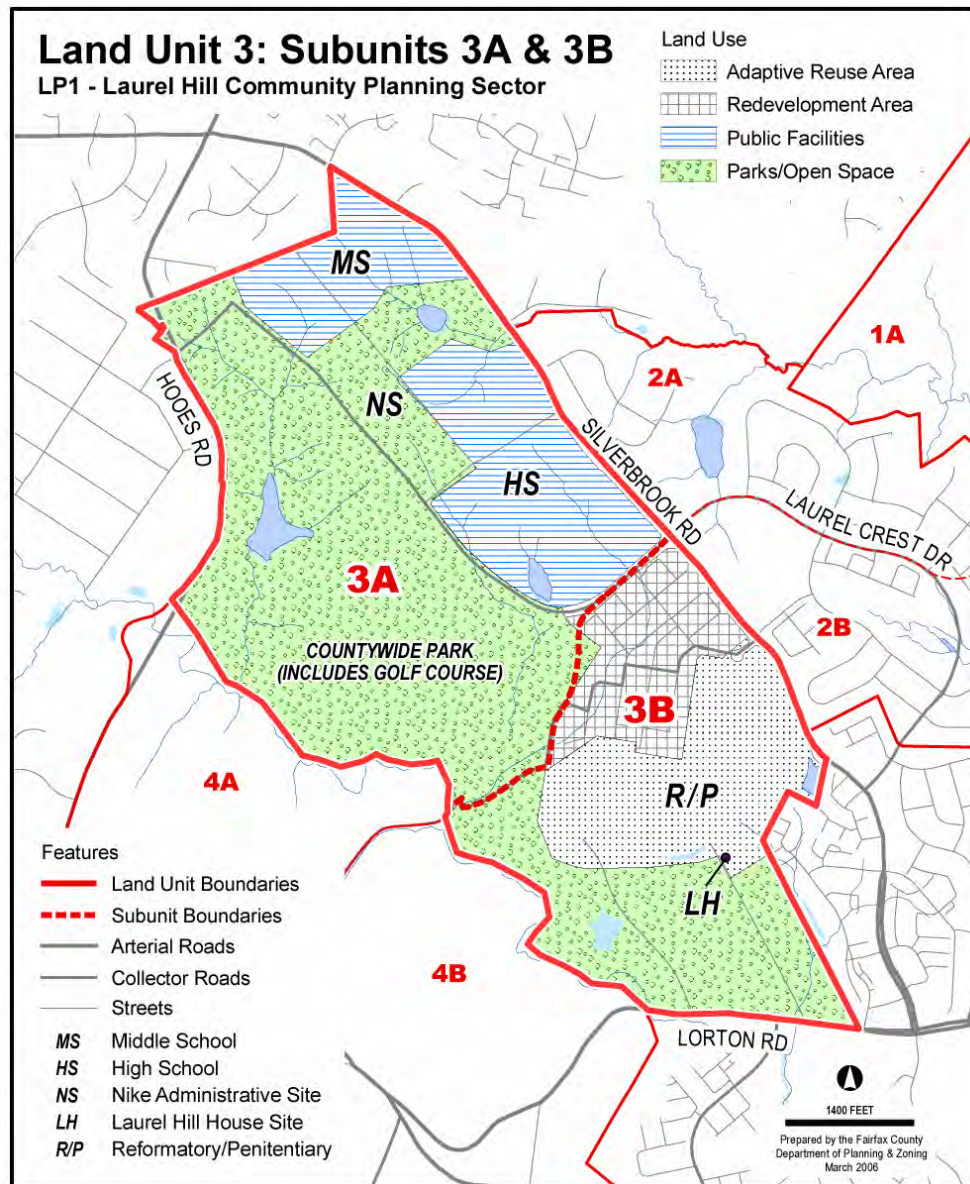 Land Unit 3: Subunits 3A & 3B
LP1 - Laurel Hill Community Planning Sector
Land Use
Adaptive Reuse Area
Redevelopment Area
Public Facilities
Parks/Open Space
MS
1A
2A
HOOES RD
NS
SILVERBROOK RD
HS
LAUREL CREST DR
3A
2B
COUNTYWIDE PARK
(INCLUDES GOLF COURSE)
3B
4A
R/P
LH
4B
LORTON RD
Features
Land Unit Boundaries
Subunit Boundaries
Arterial Roads
Collector Roads
Streets
MS Middle School
HS High School
NS Nike Administrative Site
LH Laurel Hill House Site
R/P Reformatory/Penitentiary
1400 FEET
Prepared by the Fairfax County
Department of Planning & Zoning
March 2006